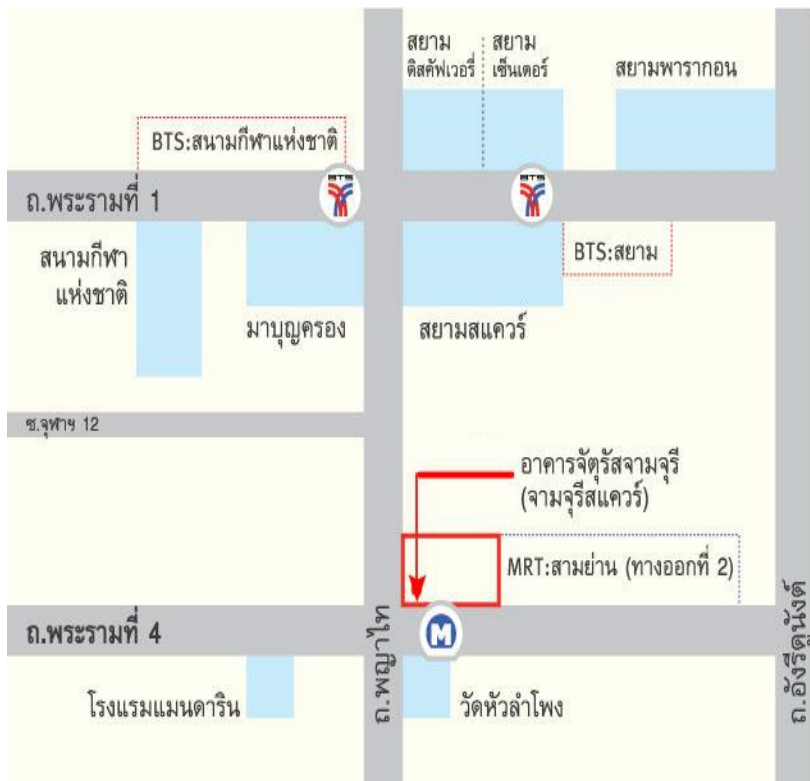 สยาม
ดิสคัฟเวอรี่
สยาม
เซ็นเตอร์
สยามพารากอน
BTS:สนามกีฬาแห่งชาติ
BTS
BTS
ถ.พระรามที่ 1
สนามกีฬา
แห่งชาติ
มาบุญครอง
สยามสแควร์
BTS:สยาม
ซ.จุฬาฯ 12
อาคารจัตุรัสจามจุรี
(จามจุรีสแควร์)
MRT:สามย่าน (ทางออกที่ 2)
ถ.พระรามที่ 4
M
ถ.พญาไท
ถ.อังรีดูนังต์
โรงแรมแมนดาริน
วัดหัวลำโพง